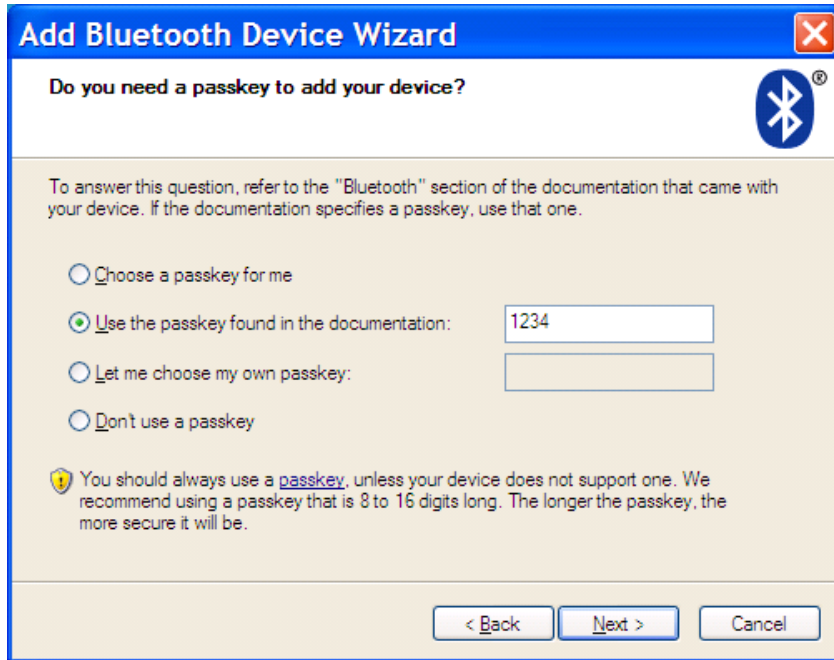 Add Bluetooth Device Wizard
Do you need a passkey to add your device?
®
To answer this question, refer to the "Bluetooth" section of the documentation that came with
your device. If the documentation specifies a passkey, use that one.
Choose a passkey for me
Use the passkey found in the documentation: 1234
Let me choose my own passkey:
Don't use a passkey
You should always use a passkey, unless your device does not support one. We
recommend using a passkey that is 8 to 16 digits long. The longer the passkey, the
more secure it will be.
< Back Next > Cancel